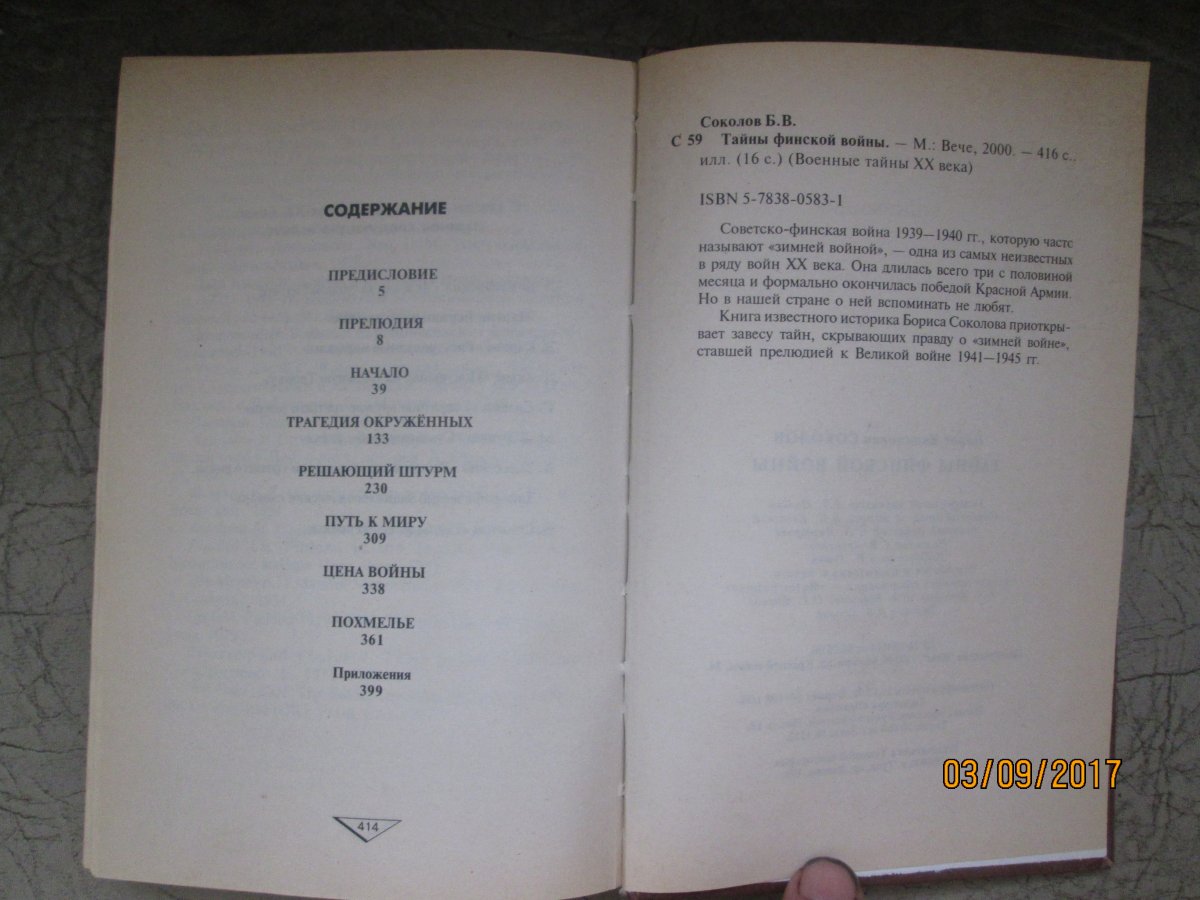 СОДЕРЖАНИЕ
ПРЕДИСЛОВИЕ
5
ПРЕЛЮДИЯ
8
НАЧАЛО
39
ТРАГЕДИЯ ОКРУЖЁННЫХ
133
РЕШАЮЩИЙ ШТУРМ
230
ПУТЬ К МИРУ
309
ЦЕНА ВОЙНЫ
338
ПОХМЕЛЬЕ
361
Приложения
399
414
Соколов Б.В.
С 59 Тайны финской войны. — М.: Вече, 2000. — 416 с.,
илл. (16 с.) (Военные тайны XX века)
ISBN 5-7838-0583-1
Советско-финская война 1939—1940 гг., которую часто
называют «зимней войной», — одна из самых неизвестных
в ряду войн XX века. Она длилась всего три с половиной
месяца и формально окончилась победой Красной Армии.
Но в нашей стране о ней вспоминать не любят.
Книга известного историка Бориса Соколова приоткры-
вает завесу тайн, скрывающих правду о «зимней войне»,
ставшей прелюдией к Великой войне 1941—1945 гг.
03/09/2017